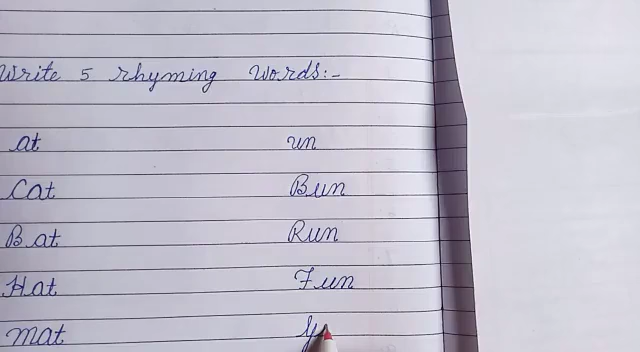 Write 5 rhyming words:-
at un
Cat Bun
Bat Run
Hat Fun
mat